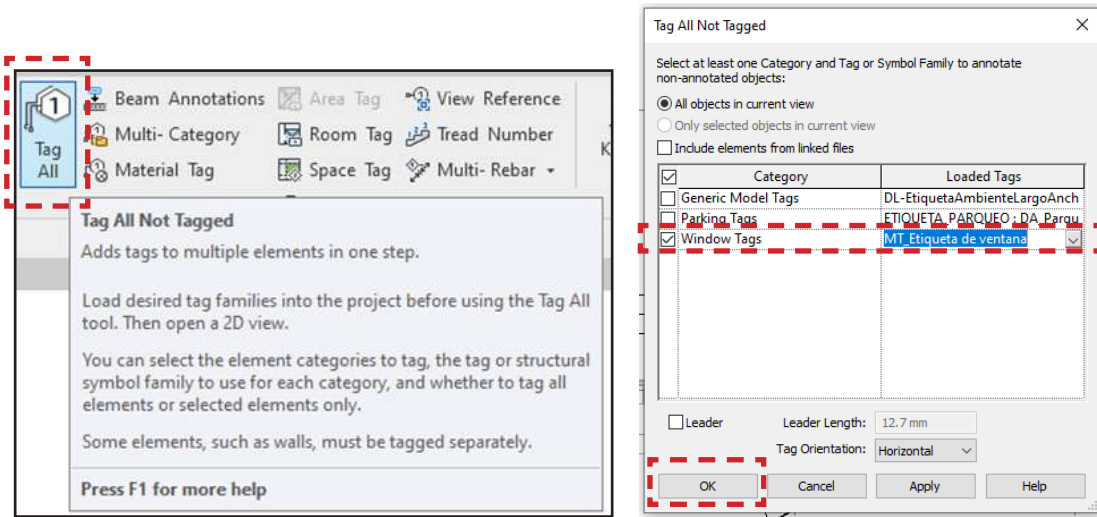 1
Tag
All
Beam Annotations
Area Tag
View Reference
Multi- Category
Room Tag
Tread Number
K
Material Tag
Space Tag
Multi- Rebar
Tag All Not Tagged
Adds tags to multiple elements in one step.
Load desired tag families into the project before using the Tag All
tool. Then open a 2D view.
You can select the element categories to tag, the tag or structural
symbol family to use for each category, and whether to tag all
elements or selected elements only.
Some elements, such as walls, must be tagged separately.
Press F1 for more help
Tag All Not Tagged
Select at least one Category and Tag or Symbol Family to annotate
non-annotated objects:
All objects in current view
Only selected objects in current view
Include elements from linked files
Category
Loaded Tags
Generic Model Tags
DL-EtiquetaAmbienteLargoAnch
Parking Tags
ETIQUETA_PARQUEO : DA_Parqu
Window Tags
MT_Etiqueta de ventana
Leader
Leader Length:
12.7 mm
Tag Orientation:
Horizontal
OK
Cancel
Apply
Help